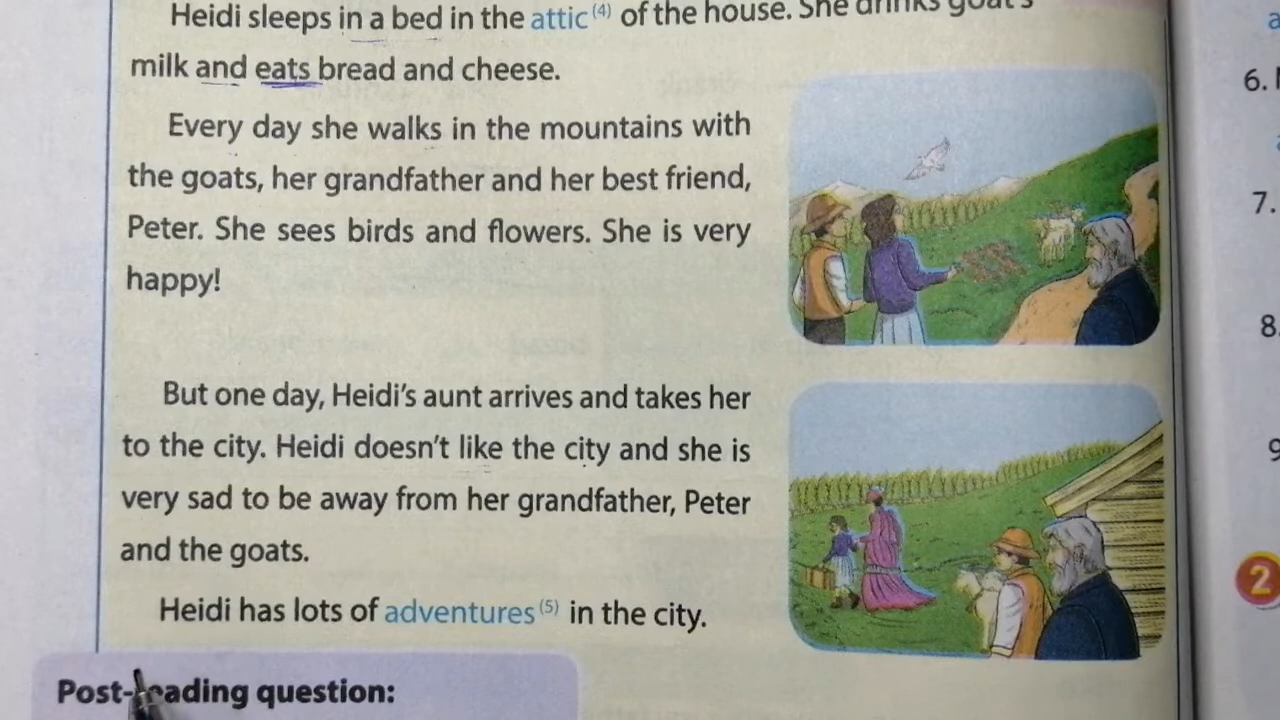 Heidi sleeps in a bed in the attic (4) of the house. She drinks goat's
milk and eats bread and cheese.
Every day she walks in the mountains with
the goats, her grandfather and her best friend,
Peter. She sees birds and flowers. She is very
happy!
But one day, Heidi's aunt arrives and takes her
to the city. Heidi doesn't like the city and she is
very sad to be away from her grandfather, Peter
and the goats.
Heidi has lots of adventures (5) in the city.
Post-reading question:
6.
7.
8.
9
2